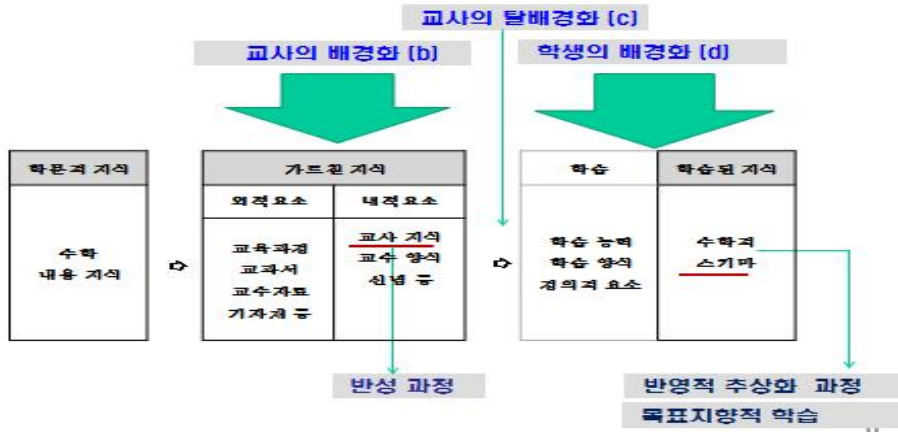 교사의 탈배경화 (c)
교사의 배경화 (b)
학생의 배경화 (d)
학문적 지식
가르칠 지식
학습
학습된 지식
외적요소
내적요소
수학
내용 지식
교육과정
교과서
교수자료
기자재 등
교사 지식
교수 양식
신념 등
학습 능력
학습 양식
정의적 요소
수학적
스키마
반성 과정
반영적 추상화 과정
목표지향적 학습